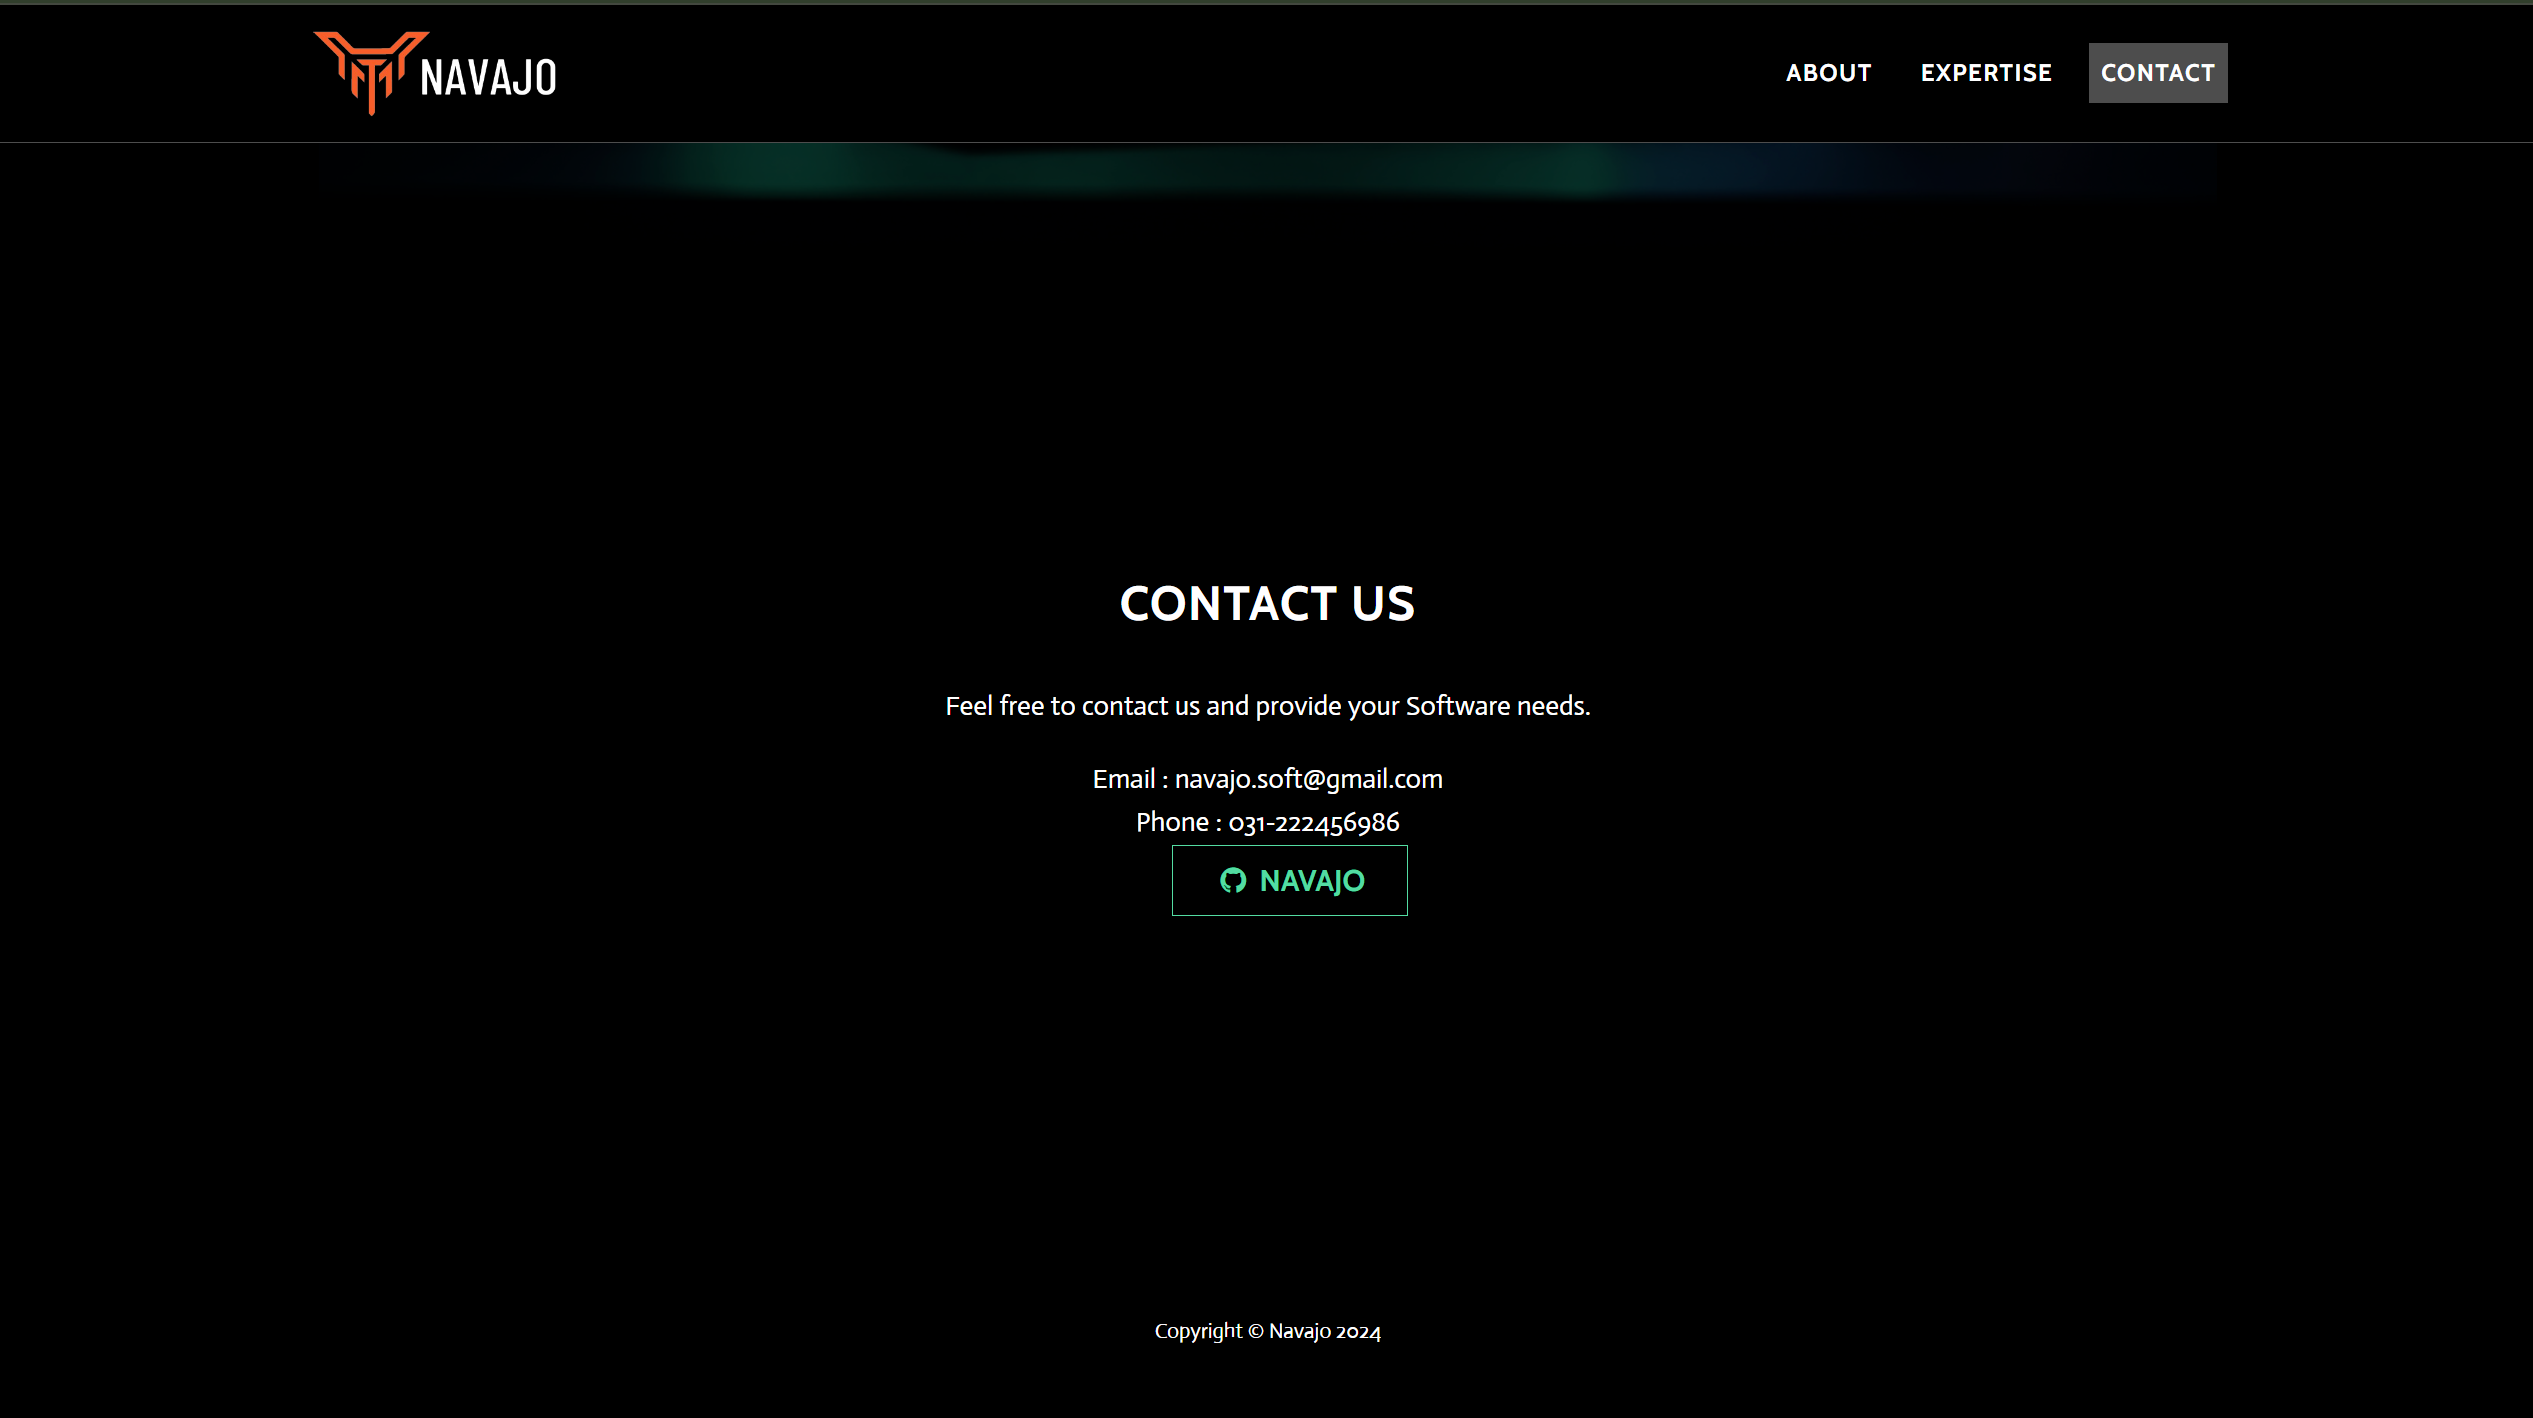 NAVAJO
ABOUT EXPERTISE CONTACT
CONTACT US
Feel free to contact us and provide your Software needs.
Email : navajo.soft@gmail.com
Phone : 031-222456986
NAVAJO
Copyright © Navajo 2024